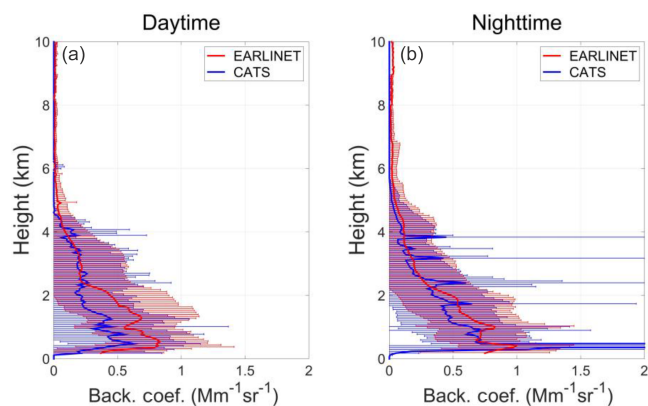 Daytime
Nighttime
(a)
EARLINET
CATS
(b)
EARLINET
CATS
10
8
6
4
2
0
Height (km)
0
0.5
1
1.5
2
Back. coef. (Mm⁻¹sr⁻¹)
10
8
6
4
2
0
Height (km)
0
0.5
1
1.5
2
Back. coef. (Mm⁻¹sr⁻¹)